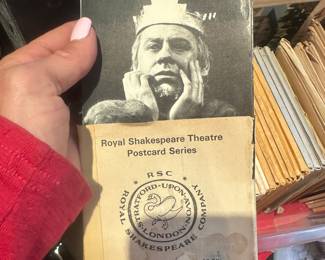 Royal Shakespeare Theatre
Postcard Series
RSC
STRATFORD-UPON-AVON·LONDON·
ROYAL SHAKESPEARE COMPANY